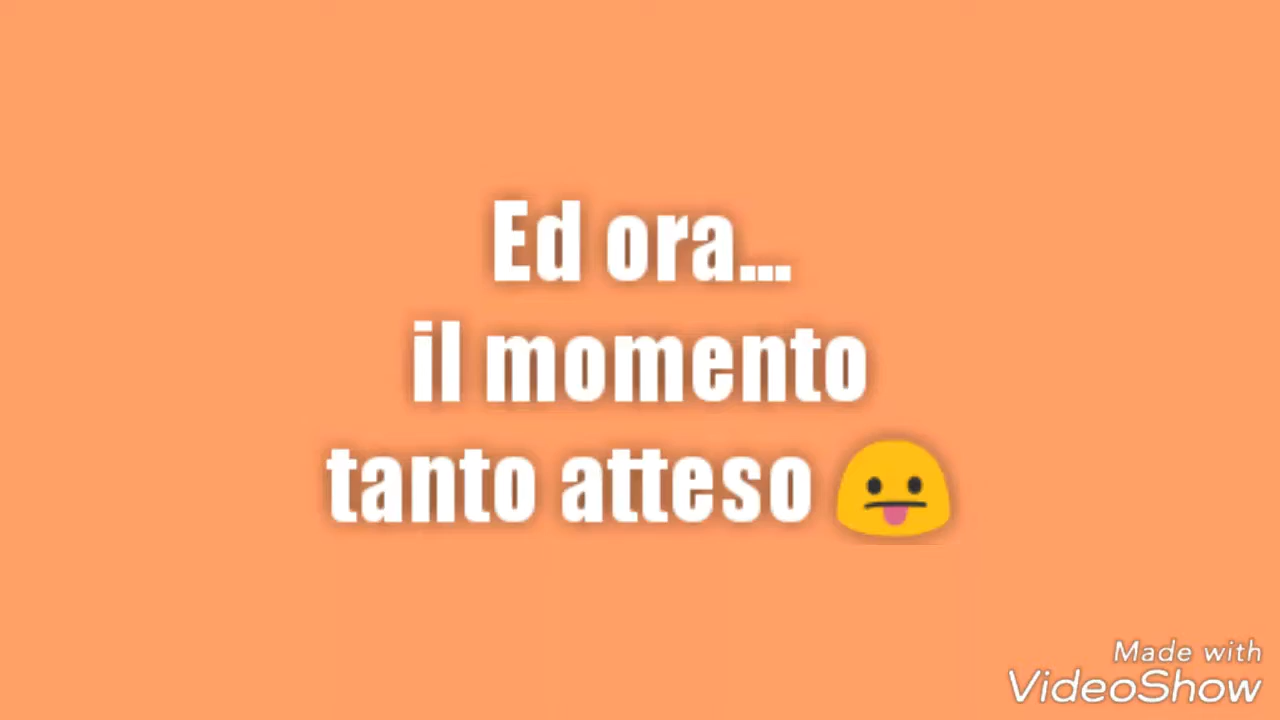 Ed ora...
il momento
tanto atteso 😛
Made with
VideoShow